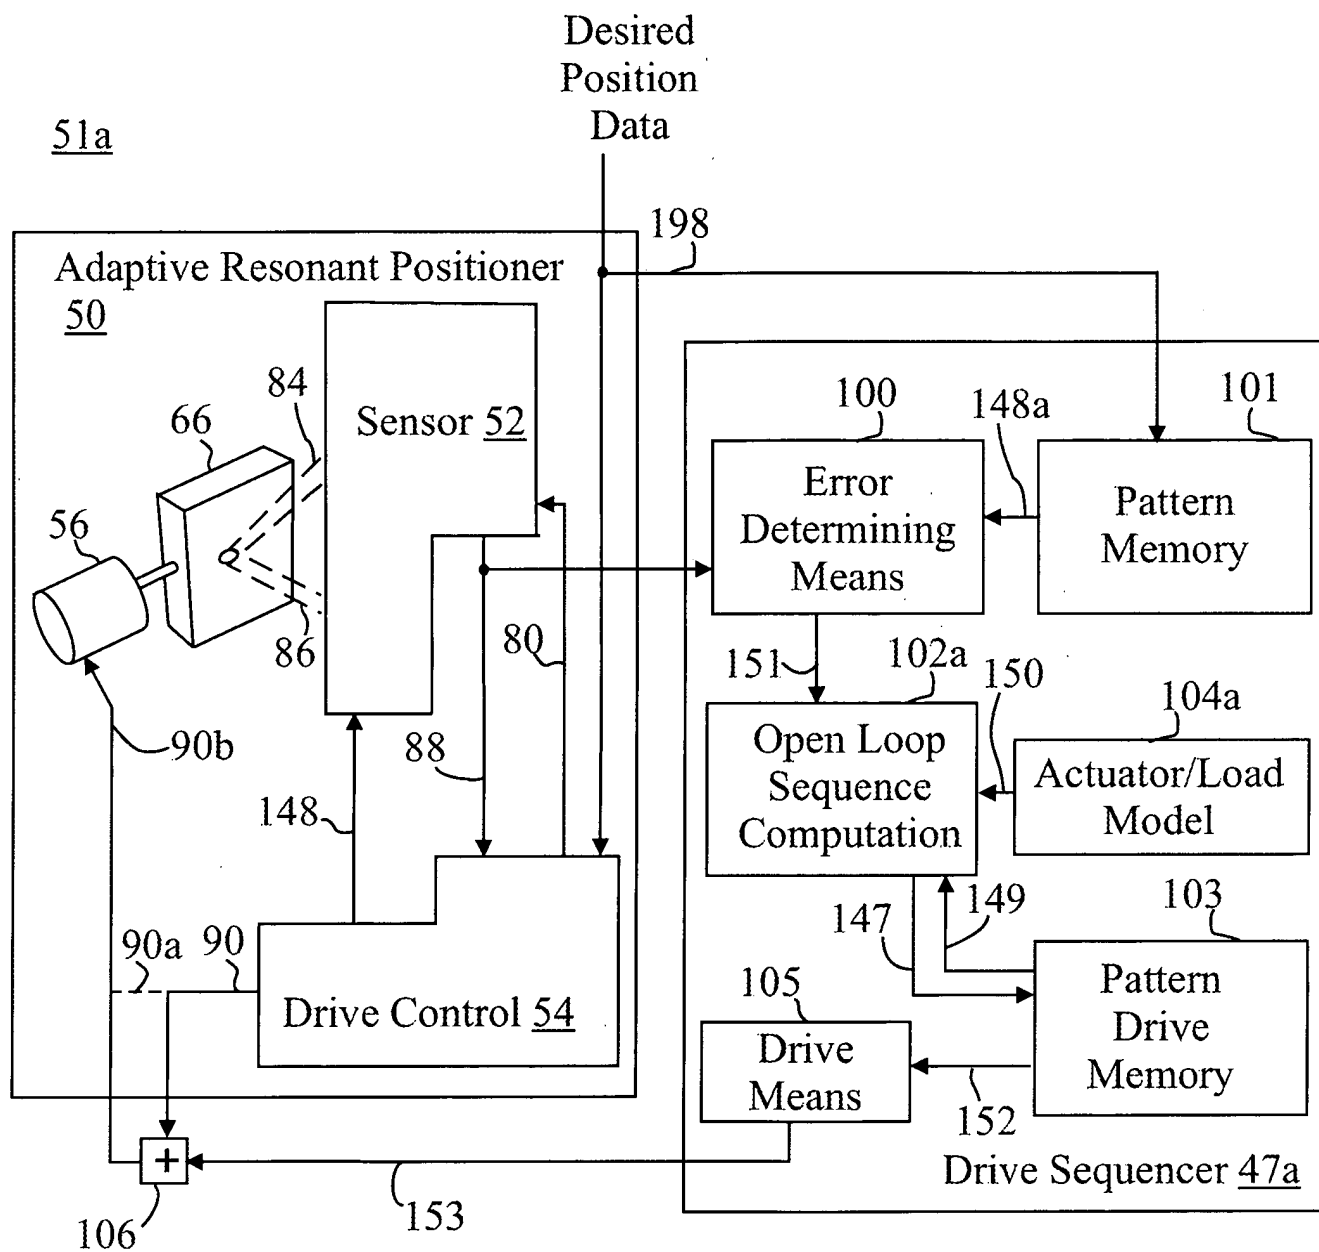 Desired
Position
Data
51a
198
Adaptive Resonant Positioner
50
84
Sensor 52
66
56
86
80
88
90b
148
90a
90
Drive Control 54
+
106
153
100
148a
101
Error
Determining
Means
Pattern
Memory
151
102a
150
104a
Open Loop
Sequence
Computation
Actuator/Load
Model
147
149
103
105
Pattern
Drive
Memory
Drive
Means
152
Drive Sequencer 47a